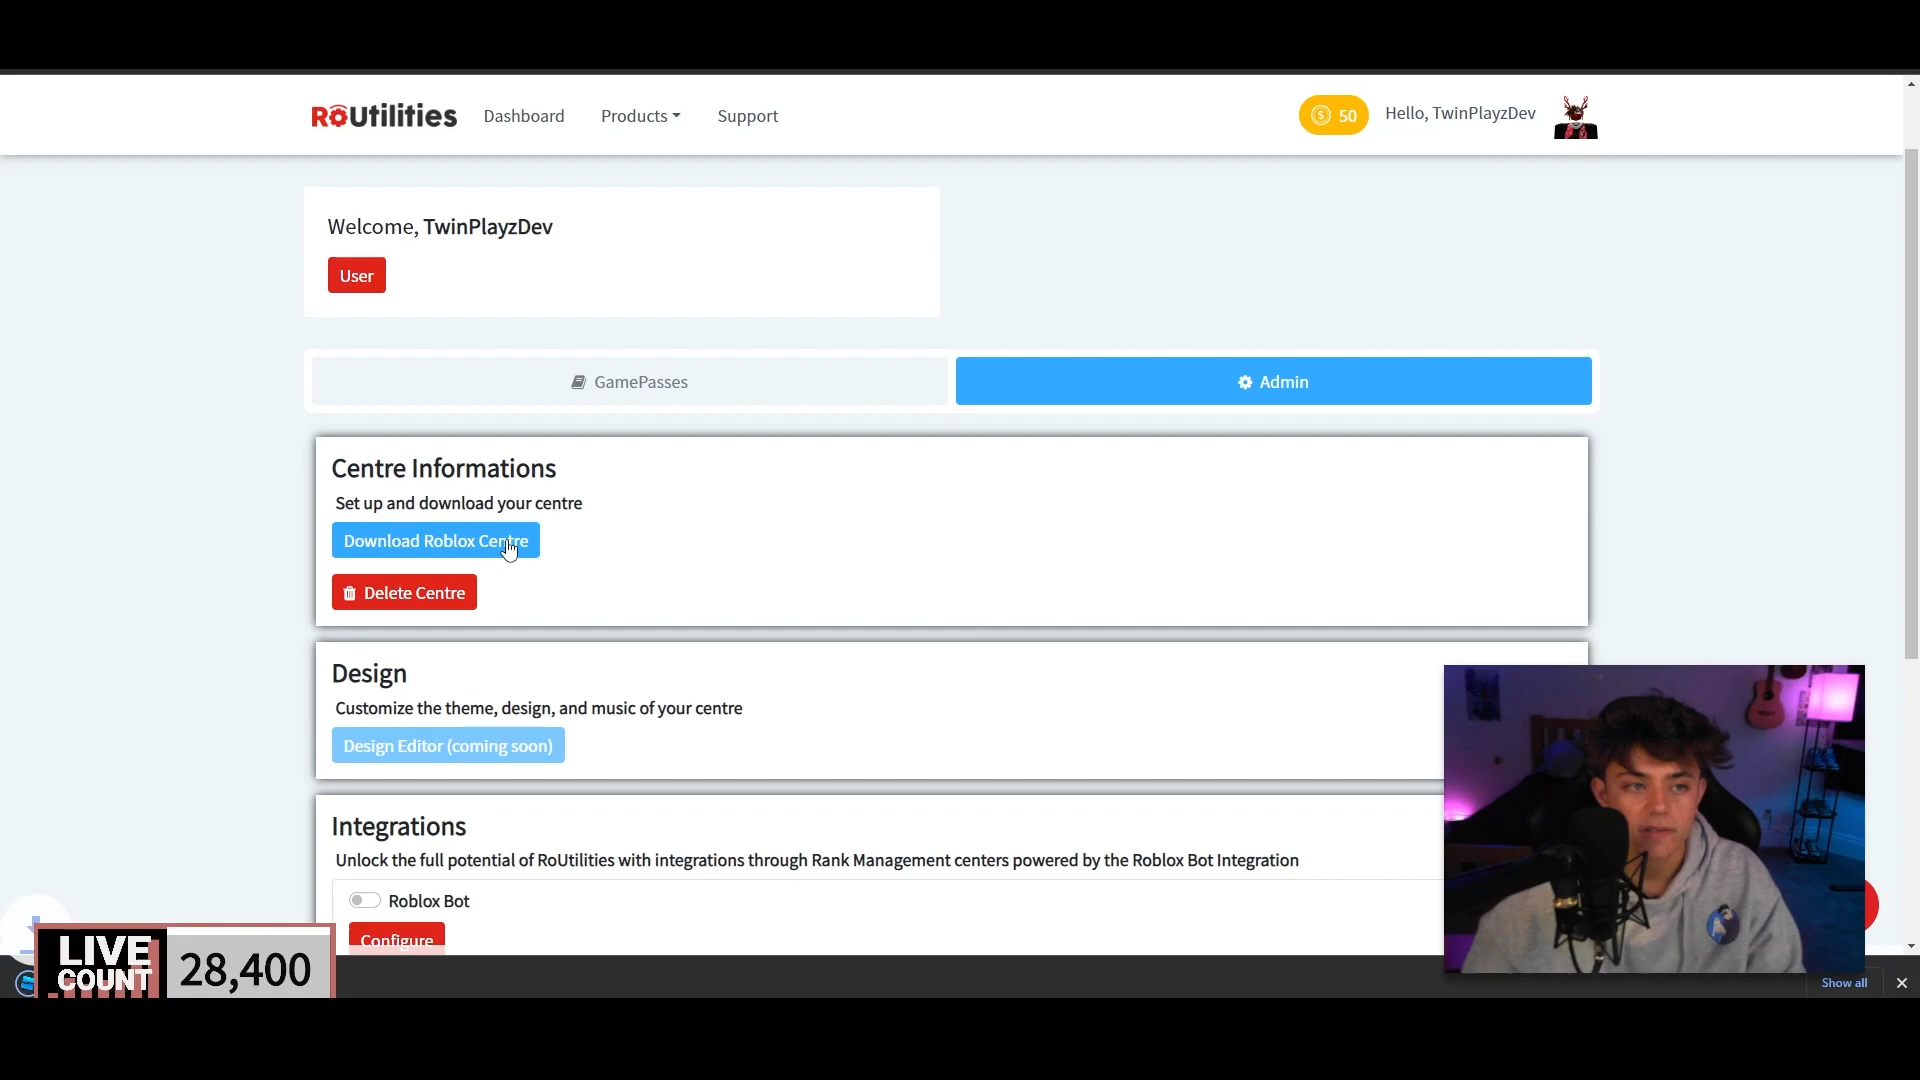 RoUtilities
Dashboard
Products
Support
50
Hello, TwinPlayzDev
Welcome, TwinPlayzDev
User
GamePasses
Admin
Centre Informations
Set up and download your centre
Download Roblox Centre
Delete Centre
Design
Customize the theme, design, and music of your centre
Design Editor (coming soon)
Integrations
Unlock the full potential of RoUtilities with integrations through Rank Management centers powered by the Roblox Bot Integration
Roblox Bot
Configure
LIVE
COUNT
28,400
Show all